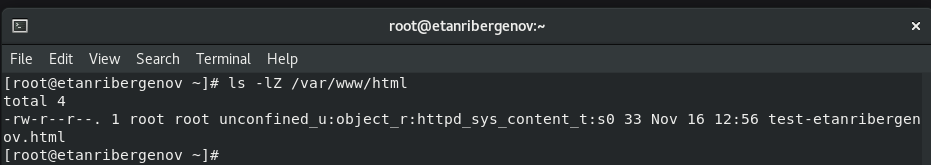 root@etanribergenov:~
File Edit View Search Terminal Help
[root@etanribergenov ~]# ls -lZ /var/www/html
total 4
-rw-r--r--. 1 root root unconfined_u:object_r:httpd_sys_content_t:s0 33 Nov 16 12:56 test-etanribergen
ov.html
[root@etanribergenov ~]#